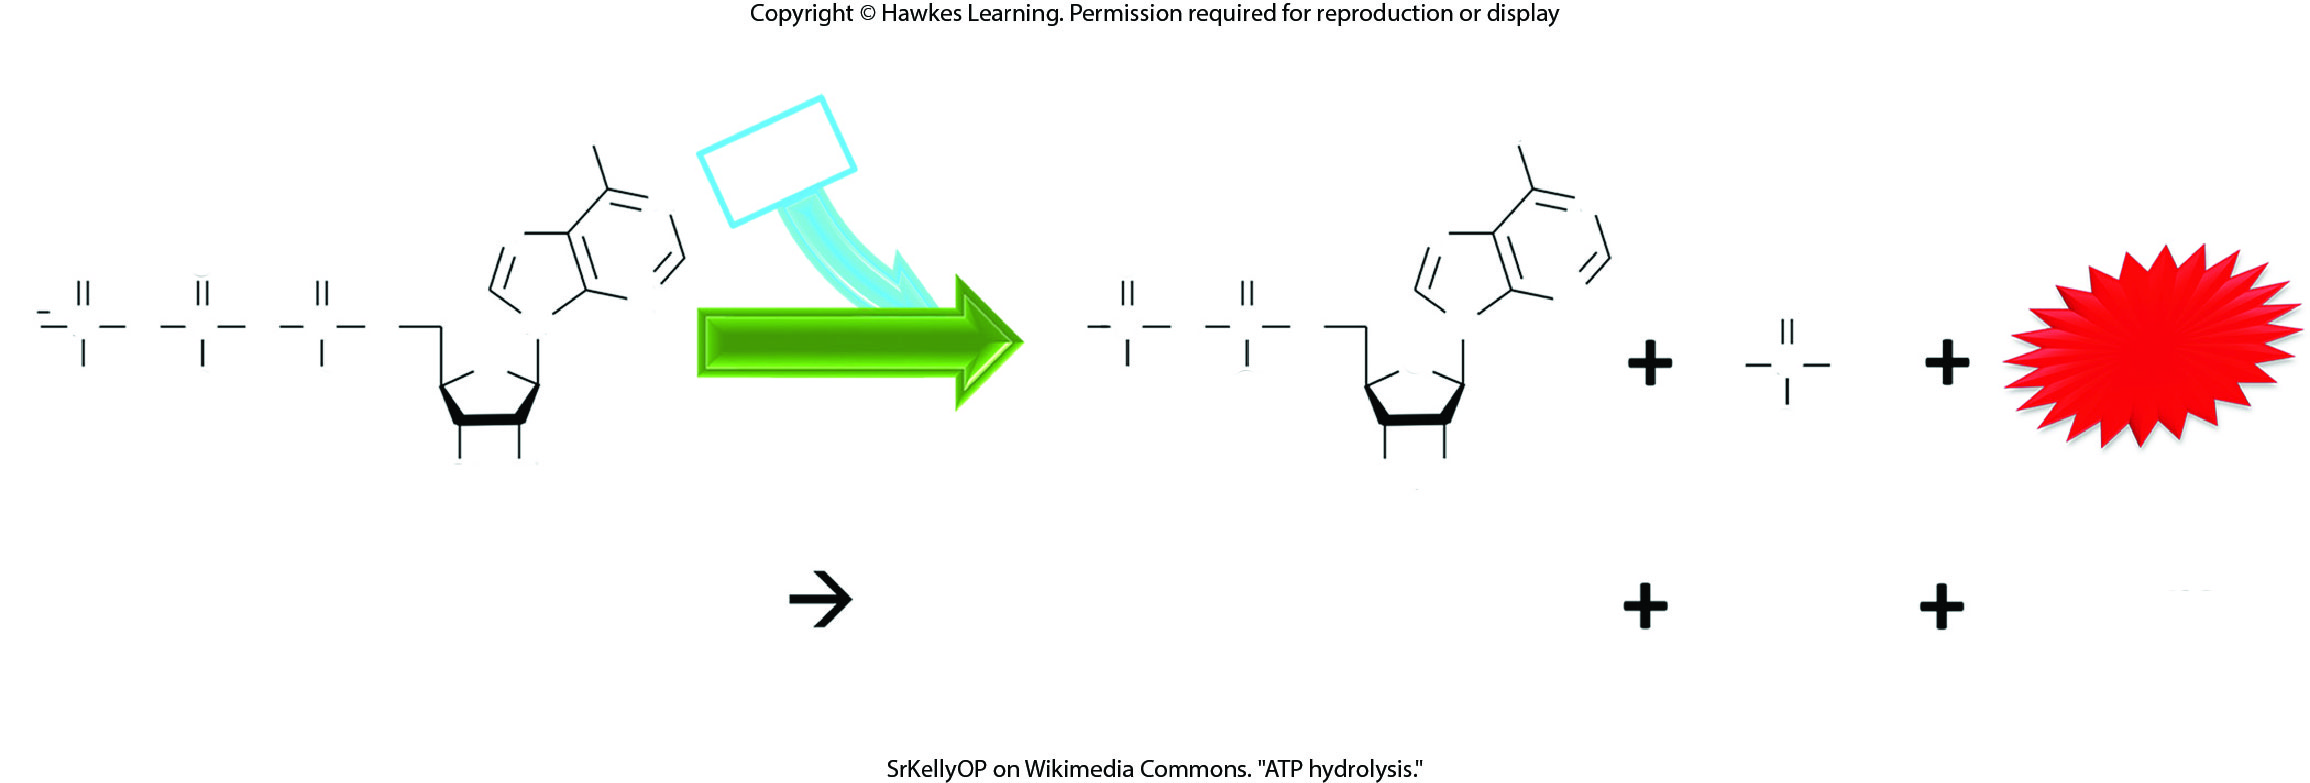 Copyright © Hawkes Learning. Permission required for reproduction or display
SrKellyOP on Wikimedia Commons. "ATP hydrolysis."